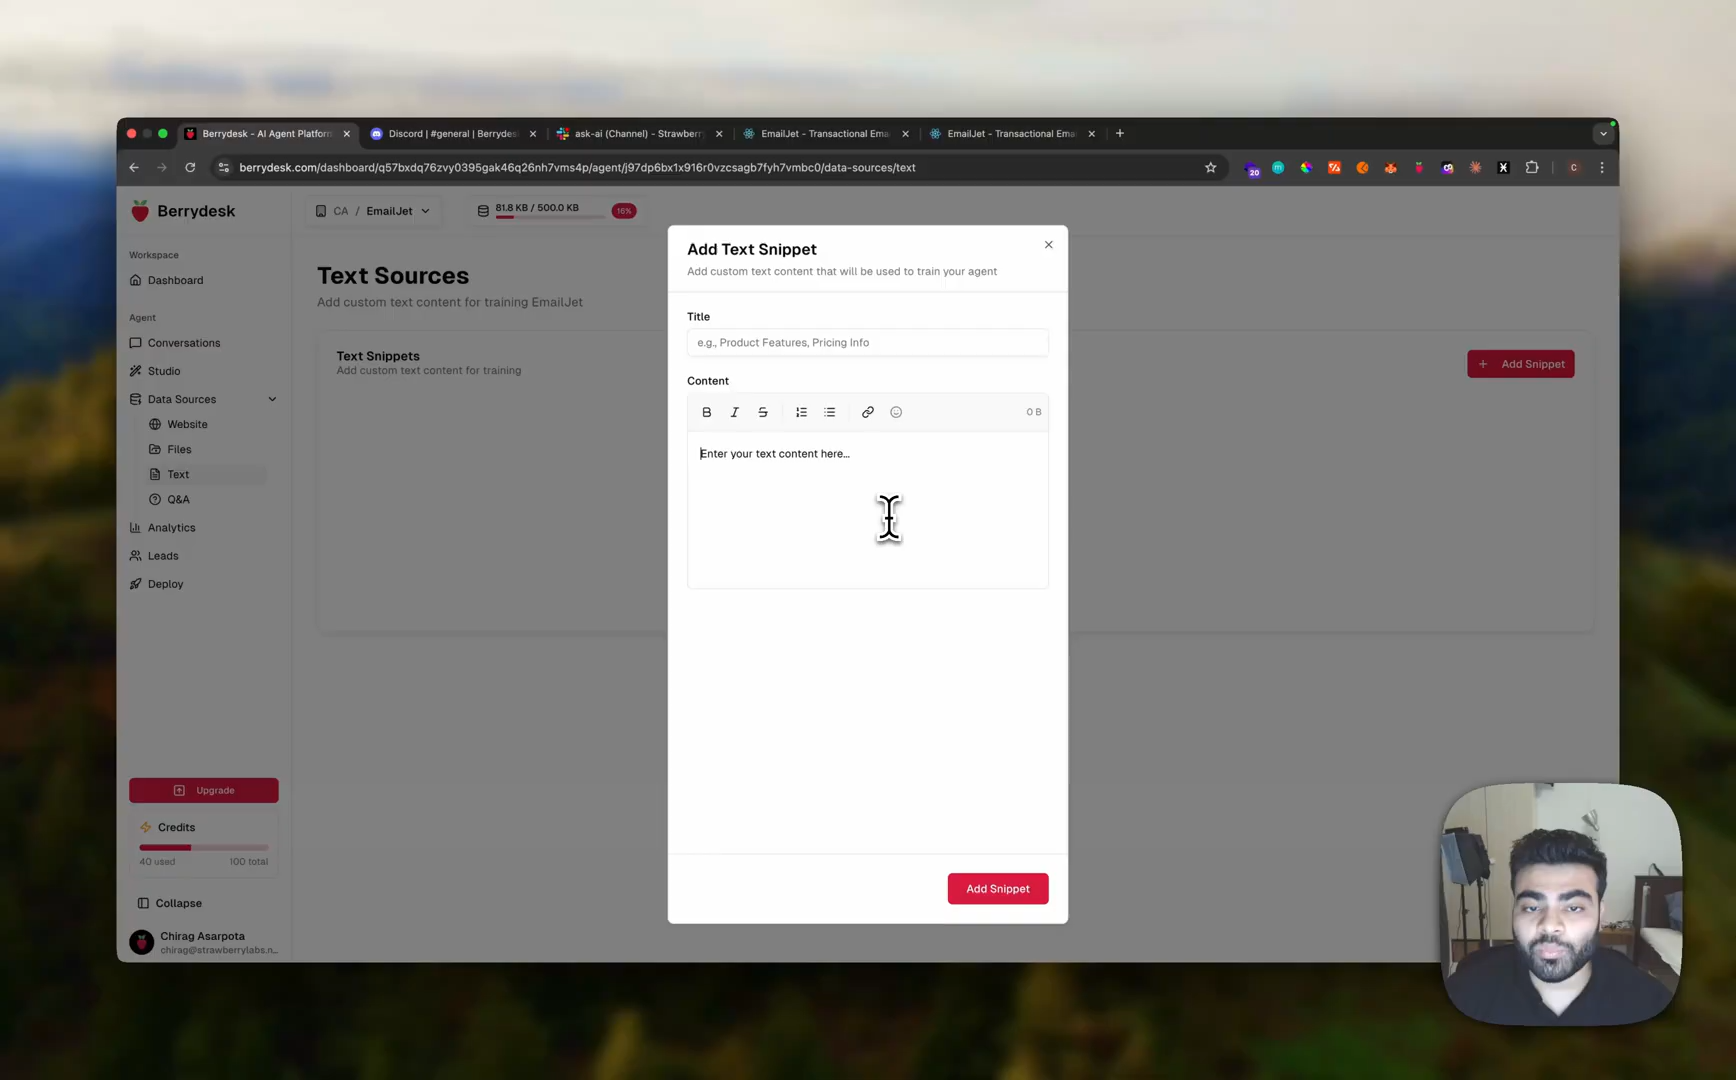 Berrydesk - AI Agent Platform
Discord | #general | Berrydes
ask-ai (Channel) - Strawberry
EmailJet - Transactional Ema
EmailJet - Transactional Ema
berrydesk.com/dashboard/q57bxdq76zvy0395gak46q26nh7vms4p/agent/j97dp6bx1x916r0vzcsagb7fyh7vmbc0/data-sources/text
20
C
Berrydesk
CA / EmailJet
81.8 KB / 500.0 KB
16%
Workspace
Dashboard
Agent
Conversations
Studio
Data Sources
Website
Files
Text
Q&A
Analytics
Leads
Deploy
Upgrade
Credits
40 used
100 total
Collapse
Chirag Asarpota
chirag@strawberrylabs.n...
Text Sources
Add custom text content for training EmailJet
Text Snippets
Add custom text content for training
+ Add Snippet
Add Text Snippet
Add custom text content that will be used to train your agent
Title
e.g., Product Features, Pricing Info
Content
B I S
0 B
Enter your text content here...
Add Snippet